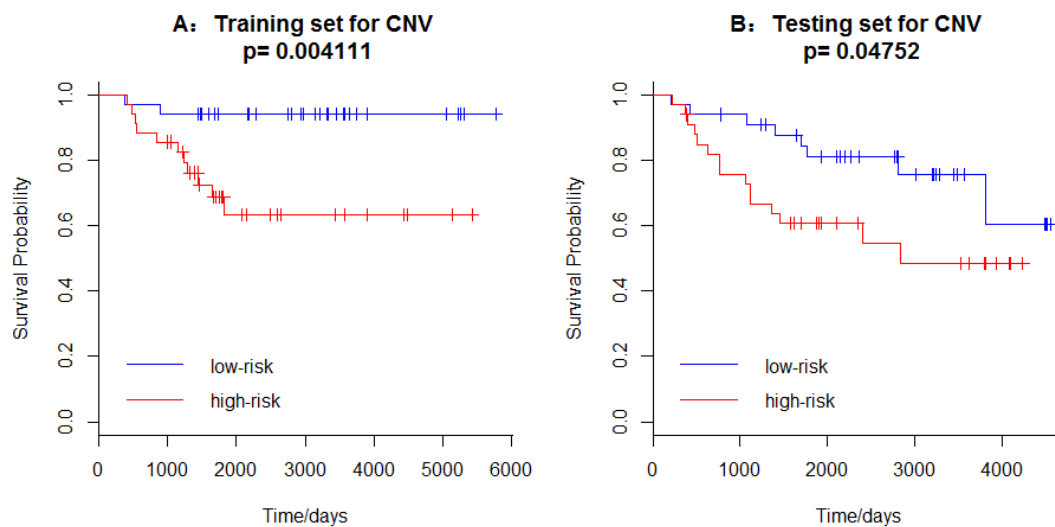 A： Training set for CNV
p= 0.004111
Survival Probability
1.0
0.8
0.6
0.4
0.2
0.0
low-risk
high-risk
0 1000 2000 3000 4000 5000 6000
Time/days
B： Testing set for CNV
p= 0.04752
Survival Probability
1.0
0.8
0.6
0.4
0.2
0.0
low-risk
high-risk
0 1000 2000 3000 4000
Time/days